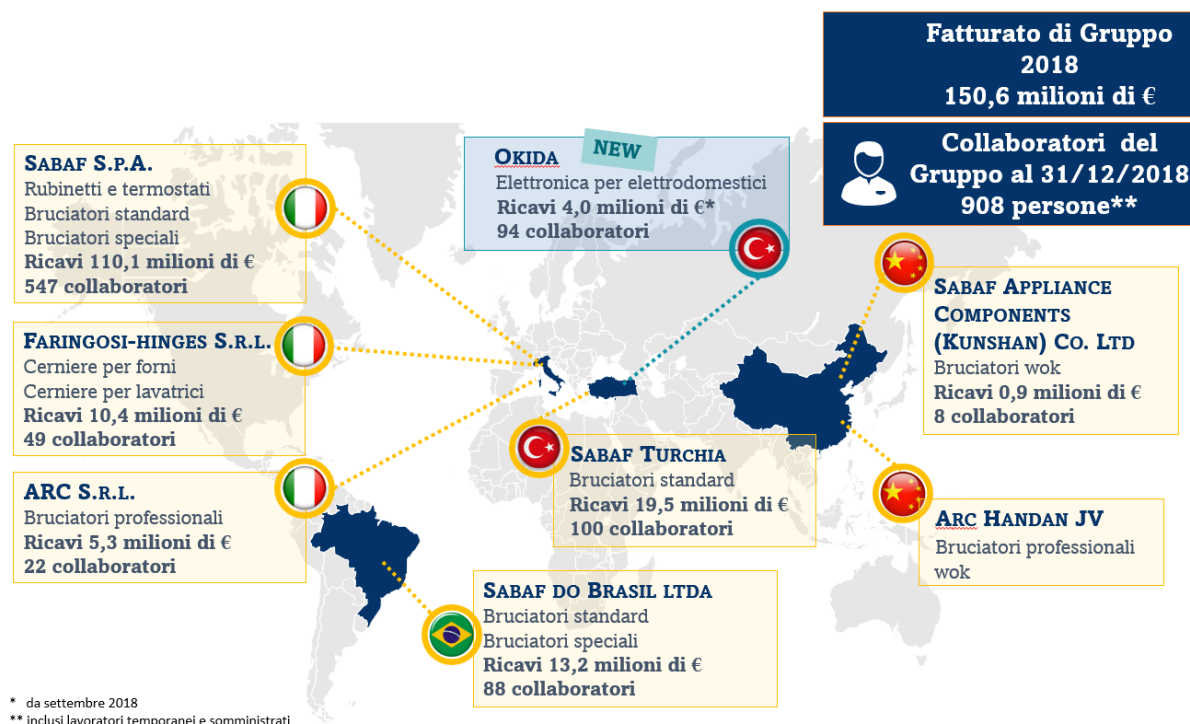 Fatturato di Gruppo
2018
150,6 milioni di €
Collaboratori del
Gruppo al 31/12/2018
908 persone**
SABAF S.P.A.
Rubinetti e termostati
Bruciatori standard
Bruciatori speciali
Ricavi 110,1 milioni di €
547 collaboratori
OKIDA
NEW
Elettronica per elettrodomestici
Ricavi 4,0 milioni di €*
94 collaboratori
FARINGOSI-HINGES S.R.L.
Cerniere per forni
Cerniere per lavatrici
Ricavi 10,4 milioni di €
49 collaboratori
SABAF APPLIANCE
COMPONENTS
(KUNSHAN) CO. LTD
Bruciatori wok
Ricavi 0,9 milioni di €
8 collaboratori
ARC S.R.L.
Bruciatori professionali
Ricavi 5,3 milioni di €
22 collaboratori
SABAF TURCHIA
Bruciatori standard
Ricavi 19,5 milioni di €
100 collaboratori
ARC HANDAN JV
Bruciatori professionali
wok
SABAF DO BRASIL LTDA
Bruciatori standard
Bruciatori speciali
Ricavi 13,2 milioni di €
88 collaboratori
* da settembre 2018
** inclusi lavoratori temporanei e somministrati